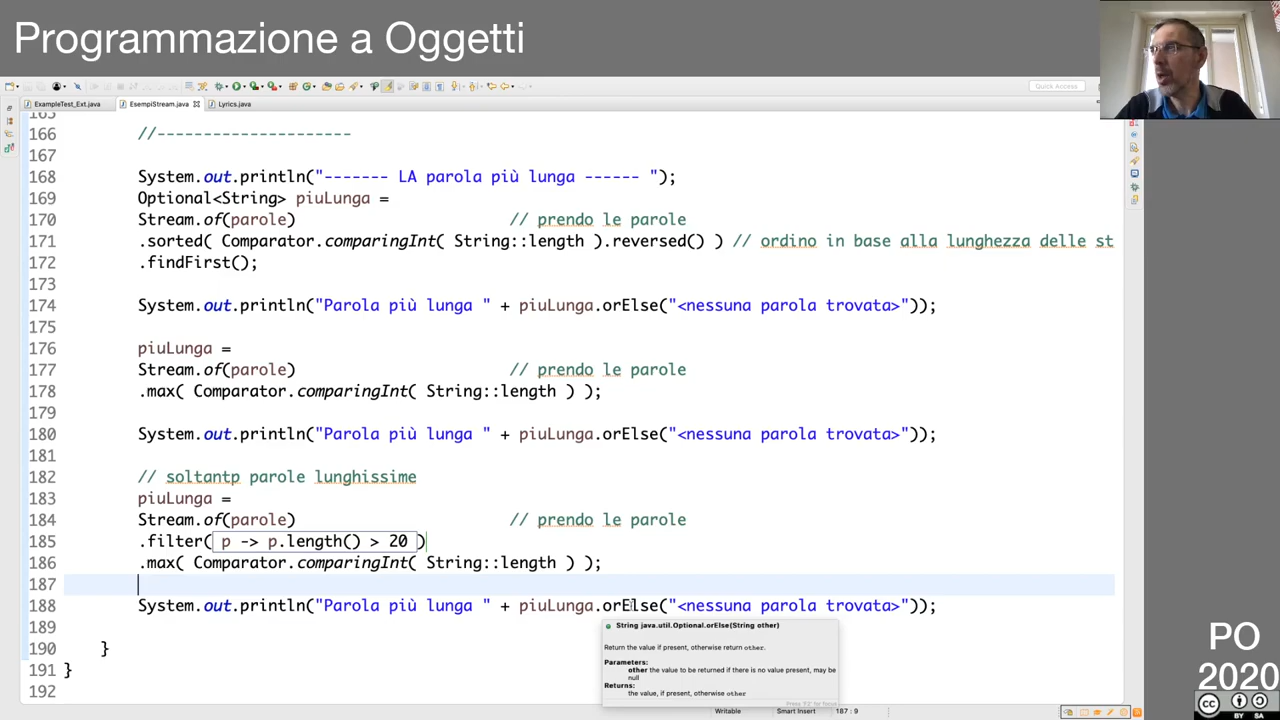 Programmazione a Oggetti
Quick Access
ExampleTest_Ext.java
EsempiStream.java
Lyrics.java
165
166 //---------------------
167
168 System.out.println("------- LA parola più lunga ------ ");
169 Optional<String> piuLunga =
170 Stream.of(parole) // prendo le parole
171 .sorted( Comparator.comparingInt( String::length ).reversed() ) // ordino in base alla lunghezza delle st
172 .findFirst();
173
174 System.out.println("Parola più lunga " + piuLunga.orElse("<nessuna parola trovata>"));
175
176 piuLunga =
177 Stream.of(parole) // prendo le parole
178 .max( Comparator.comparingInt( String::length ) );
179
180 System.out.println("Parola più lunga " + piuLunga.orElse("<nessuna parola trovata>"));
181
182 // soltantp parole lunghissime
183 piuLunga =
184 Stream.of(parole) // prendo le parole
185 .filter( p -> p.length() > 20 )
186 .max( Comparator.comparingInt( String::length ) );
187
188 System.out.println("Parola più lunga " + piuLunga.orElse("<nessuna parola trovata>"));
189
190 }
191 }
192
String java.util.Optional.orElse(String other)
Return the value if present, otherwise return other.
Parameters:
other the value to be returned if there is no value present, may be
null
Returns:
the value, if present, otherwise other
Press 'F2' for focus
Writable
Smart Insert
187 : 9
PO
2020
CC
BY SA